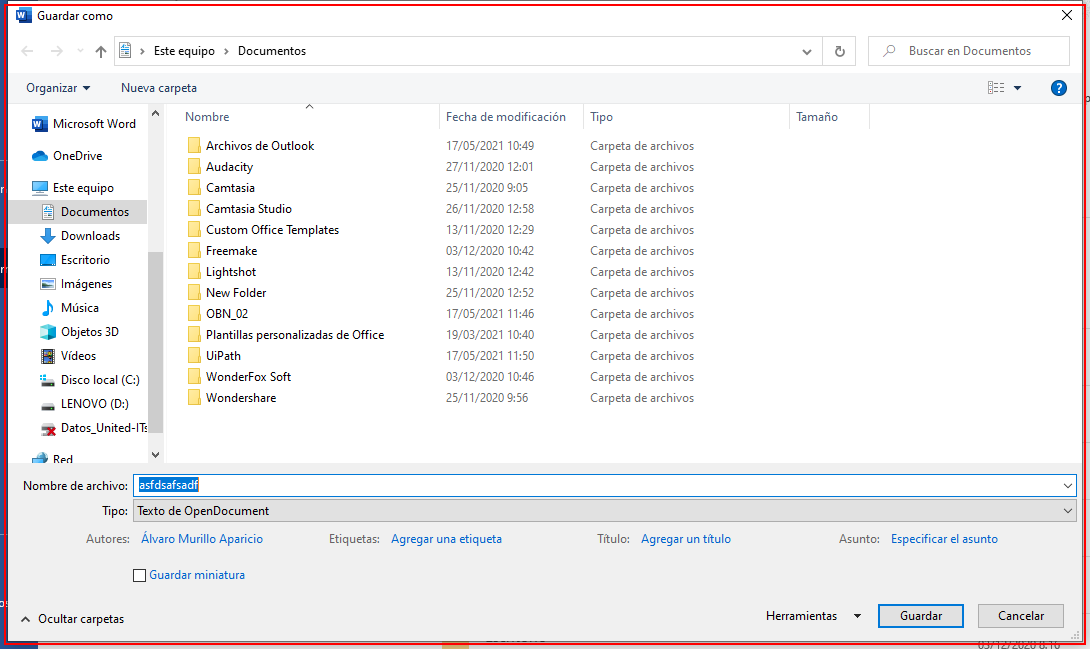 Guardar como
Este equipo > Documentos
Buscar en Documentos
Organizar
Nueva carpeta
?
Microsoft Word
OneDrive
Este equipo
Documentos
Downloads
Escritorio
Imágenes
Música
Objetos 3D
Vídeos
Disco local (C:)
LENOVO (D:)
Datos_United-ITs
Red
Nombre Fecha de modificación Tipo Tamaño
Archivos de Outlook 17/05/2021 10:49 Carpeta de archivos
Audacity 27/11/2020 12:01 Carpeta de archivos
Camtasia 25/11/2020 9:05 Carpeta de archivos
Camtasia Studio 26/11/2020 12:58 Carpeta de archivos
Custom Office Templates 13/11/2020 12:29 Carpeta de archivos
Freemake 03/12/2020 10:42 Carpeta de archivos
Lightshot 13/11/2020 12:42 Carpeta de archivos
New Folder 25/11/2020 12:52 Carpeta de archivos
OBN_02 17/05/2021 11:46 Carpeta de archivos
Plantillas personalizadas de Office 19/03/2021 10:40 Carpeta de archivos
UiPath 17/05/2021 11:50 Carpeta de archivos
WonderFox Soft 03/12/2020 10:46 Carpeta de archivos
Wondershare 25/11/2020 9:56 Carpeta de archivos
Nombre de archivo: asfdsafsadf
Tipo: Texto de OpenDocument
Autores: Álvaro Murillo Aparicio Etiquetas: Agregar una etiqueta Título: Agregar un título Asunto: Especificar el asunto
Guardar miniatura
Ocultar carpetas
Herramientas Guardar Cancelar